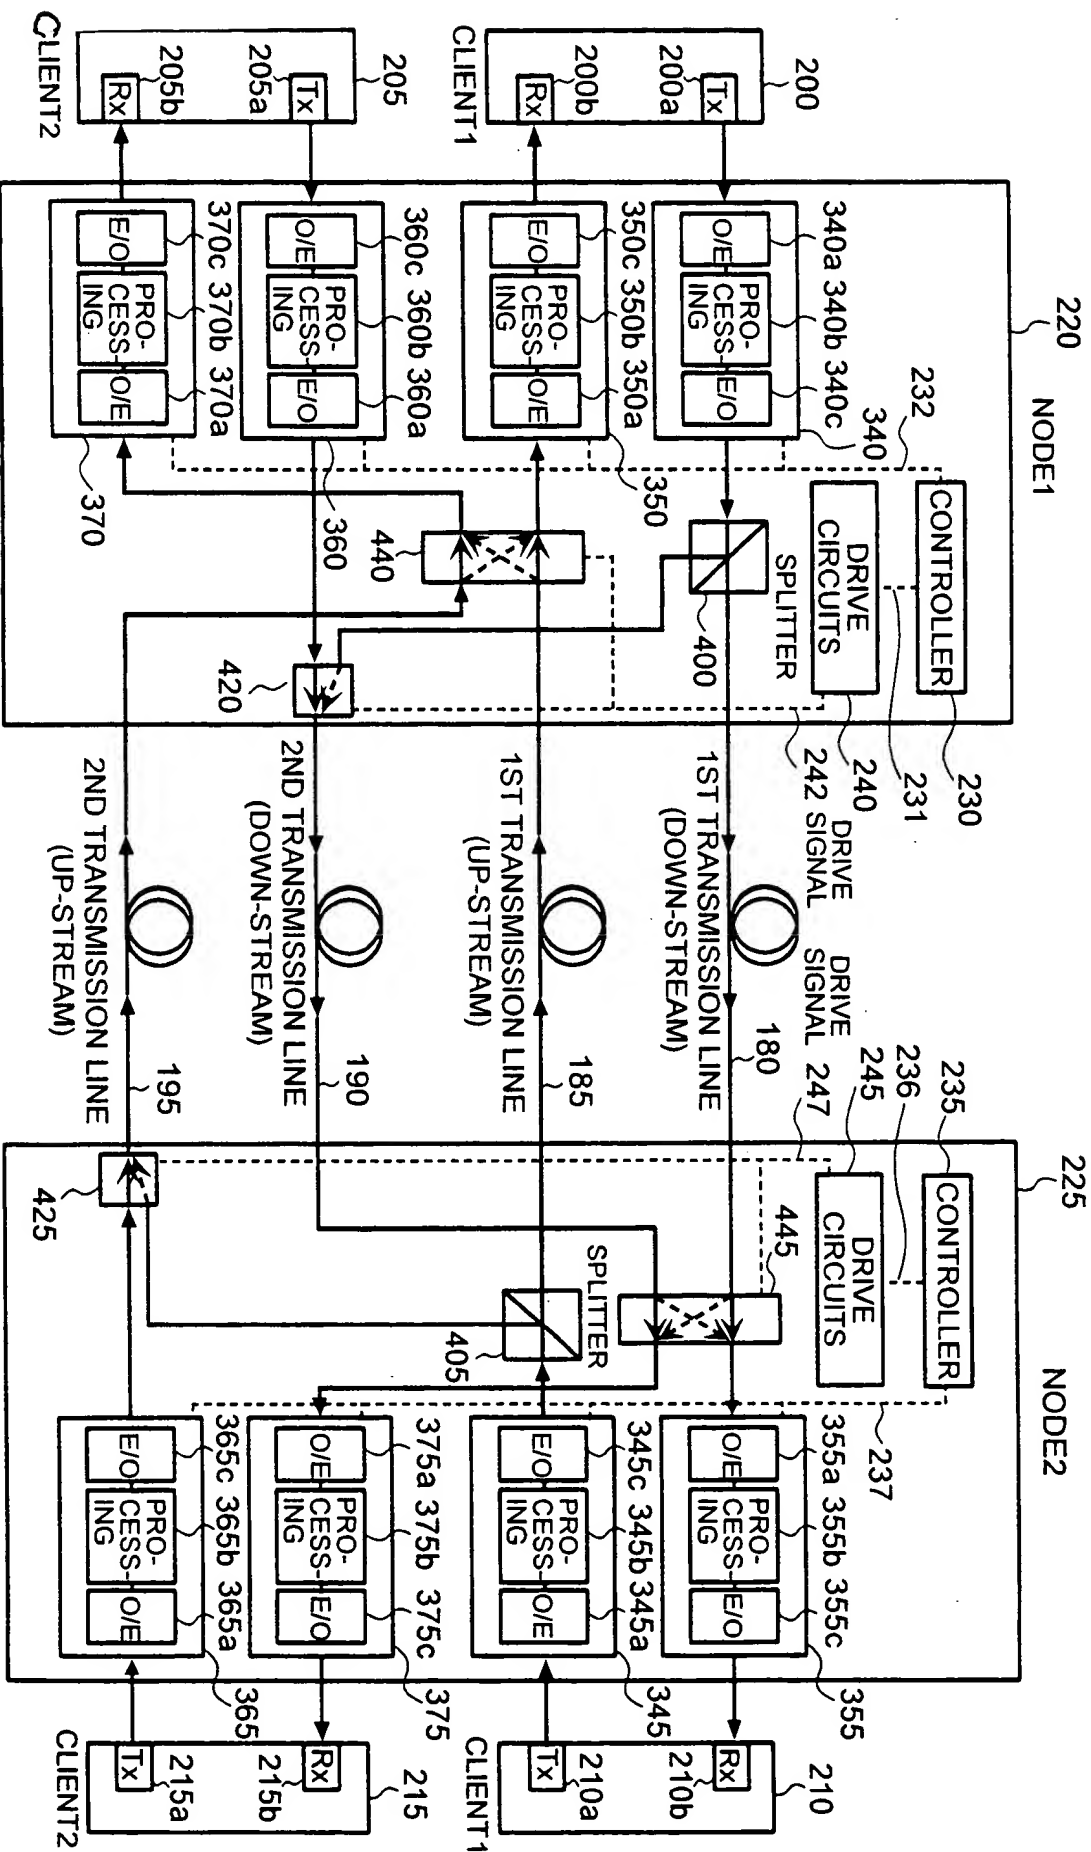 220
NODE1
225
NODE2
232
CONTROLLER
230
231
DRIVE
CIRCUITS
240
242
DRIVE
SIGNAL
DRIVE
SIGNAL
247
CONTROLLER
235
236
DRIVE
CIRCUITS
245
237
200
Tx
200a
200b
Rx
CLIENT1
340a
340b
340c
O/E
PRO-
CESS-
ING
E/O
340
SPLITTER
400
1ST TRANSMISSION LINE
(DOWN-STREAM)
180
445
355a
355b
355c
O/E
PRO-
CESS-
ING
E/O
355
210
Rx
210b
210a
Tx
CLIENT1
350c
350b
350a
E/O
PRO-
CESS-
ING
O/E
350
440
1ST TRANSMISSION LINE
(UP-STREAM)
185
SPLITTER
405
345c
345b
345a
E/O
PRO-
CESS-
ING
O/E
345
205
Tx
205a
205b
Rx
CLIENT2
360c
360b
360a
O/E
PRO-
CESS-
ING
E/O
360
420
2ND TRANSMISSION LINE
(DOWN-STREAM)
190
375a
375b
375c
O/E
PRO-
CESS-
ING
E/O
375
215
Rx
215b
215a
Tx
CLIENT2
370c
370b
370a
E/O
PRO-
CESS-
ING
O/E
370
2ND TRANSMISSION LINE
(UP-STREAM)
195
425
365c
365b
365a
E/O
PRO-
CESS-
ING
O/E
365